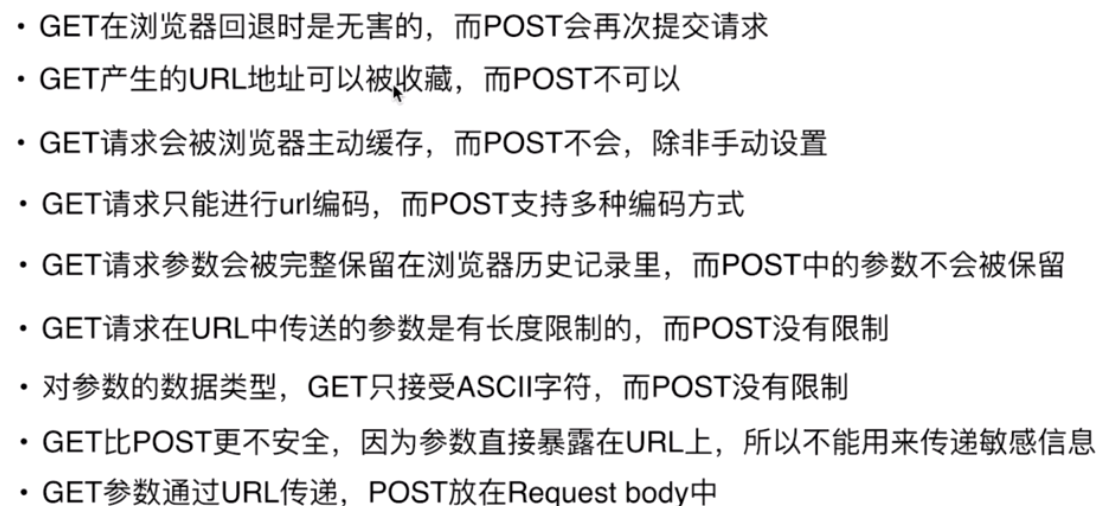 • GET在浏览器回退时是无害的，而POST会再次提交请求
• GET产生的URL地址可以被收藏，而POST不可以
• GET请求会被浏览器主动缓存，而POST不会，除非手动设置
• GET请求只能进行url编码，而POST支持多种编码方式
• GET请求参数会被完整保留在浏览器历史记录里，而POST中的参数不会被保留
• GET请求在URL中传送的参数是有长度限制的，而POST没有限制
• 对参数的数据类型，GET只接受ASCII字符，而POST没有限制
• GET比POST更不安全，因为参数直接暴露在URL上，所以不能用来传递敏感信息
• GET参数通过URL传递，POST放在Request body中